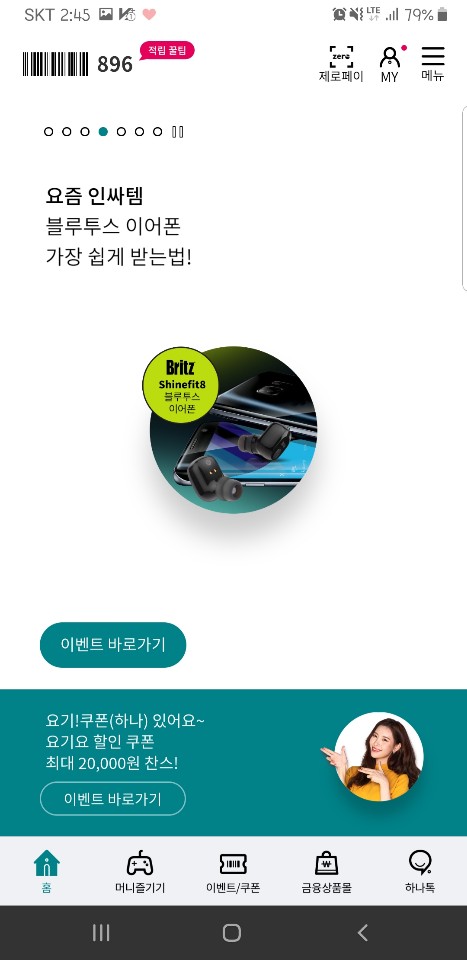 SKT 2:45 LTE 79%
896 적립 꿀팁
zero
제로페이 MY 메뉴
요즘 인싸템
블루투스 이어폰
가장 쉽게 받는법!
Britz
Shinefit8
블루투스
이어폰
이벤트 바로가기
요기!쿠폰(하나) 있어요~
요기요 할인 쿠폰
최대 20,000원 찬스!
이벤트 바로가기
홈 머니즐기기 이벤트/쿠폰 금융상품몰 하나톡